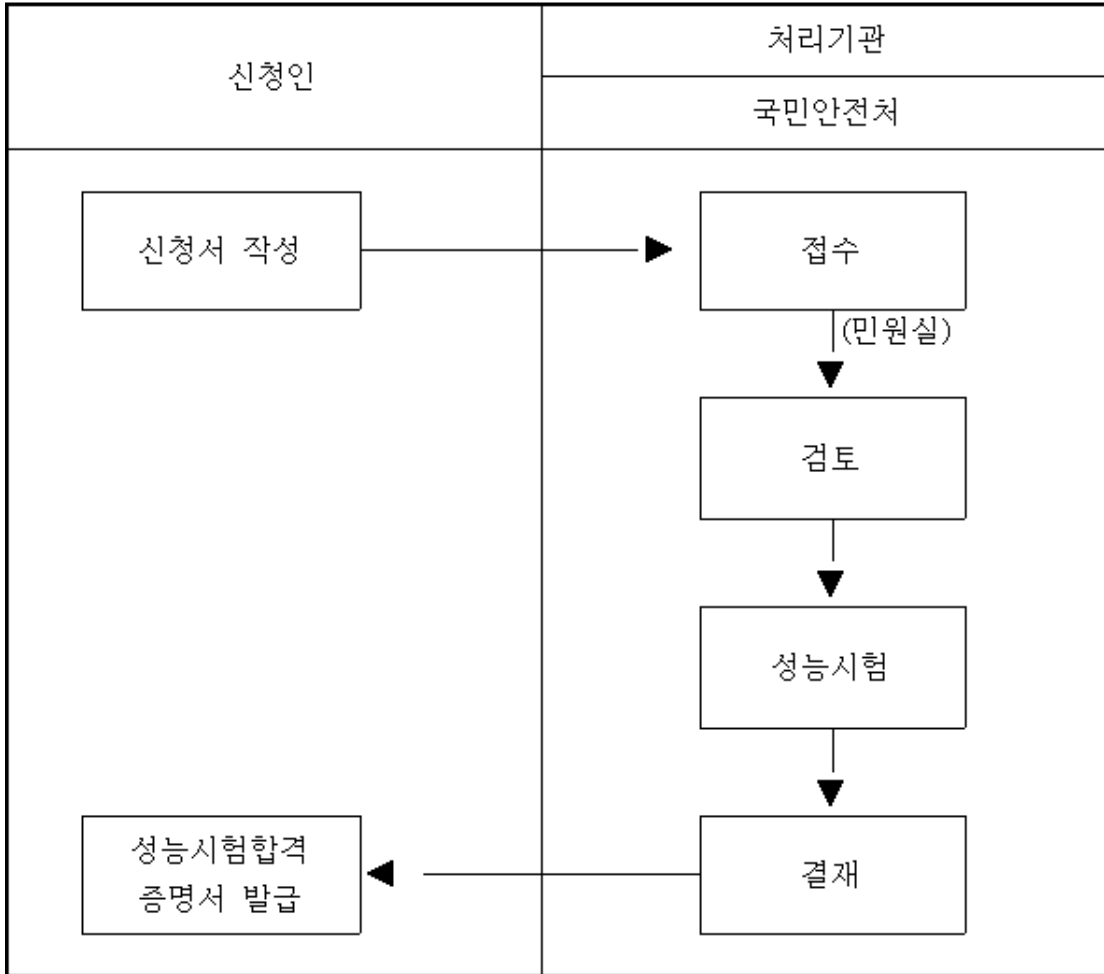 신청인
처리기관
국민안전처
신청서 작성
접수
(민원실)
검토
성능시험
결재
성능시험합격
증명서 발급